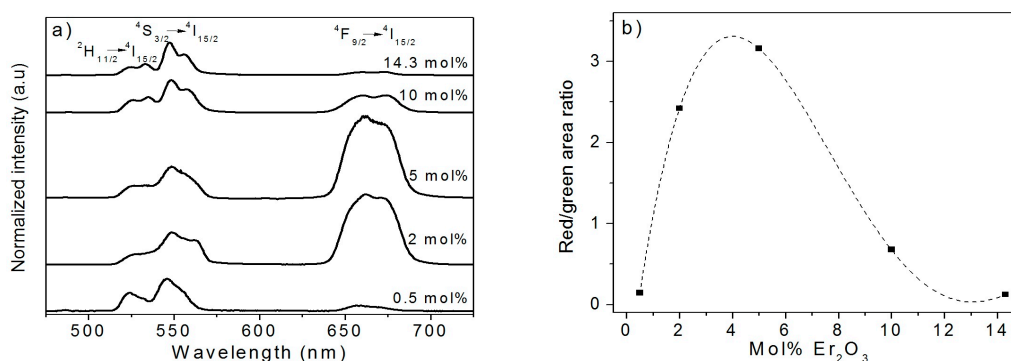 a)
⁴S₃/₂→⁴I₁₅/₂
²H₁₁/₂→⁴I₁₅/₂
⁴F₉/₂→⁴I₁₅/₂
14.3 mol%
10 mol%
5 mol%
2 mol%
0.5 mol%
Normalized intensity (a.u
500 550 600 650 700
Wavelength (nm)
b)
Red/green area ratio
3
2
1
0
0 2 4 6 8 10 12 14
Mol% Er₂O₃